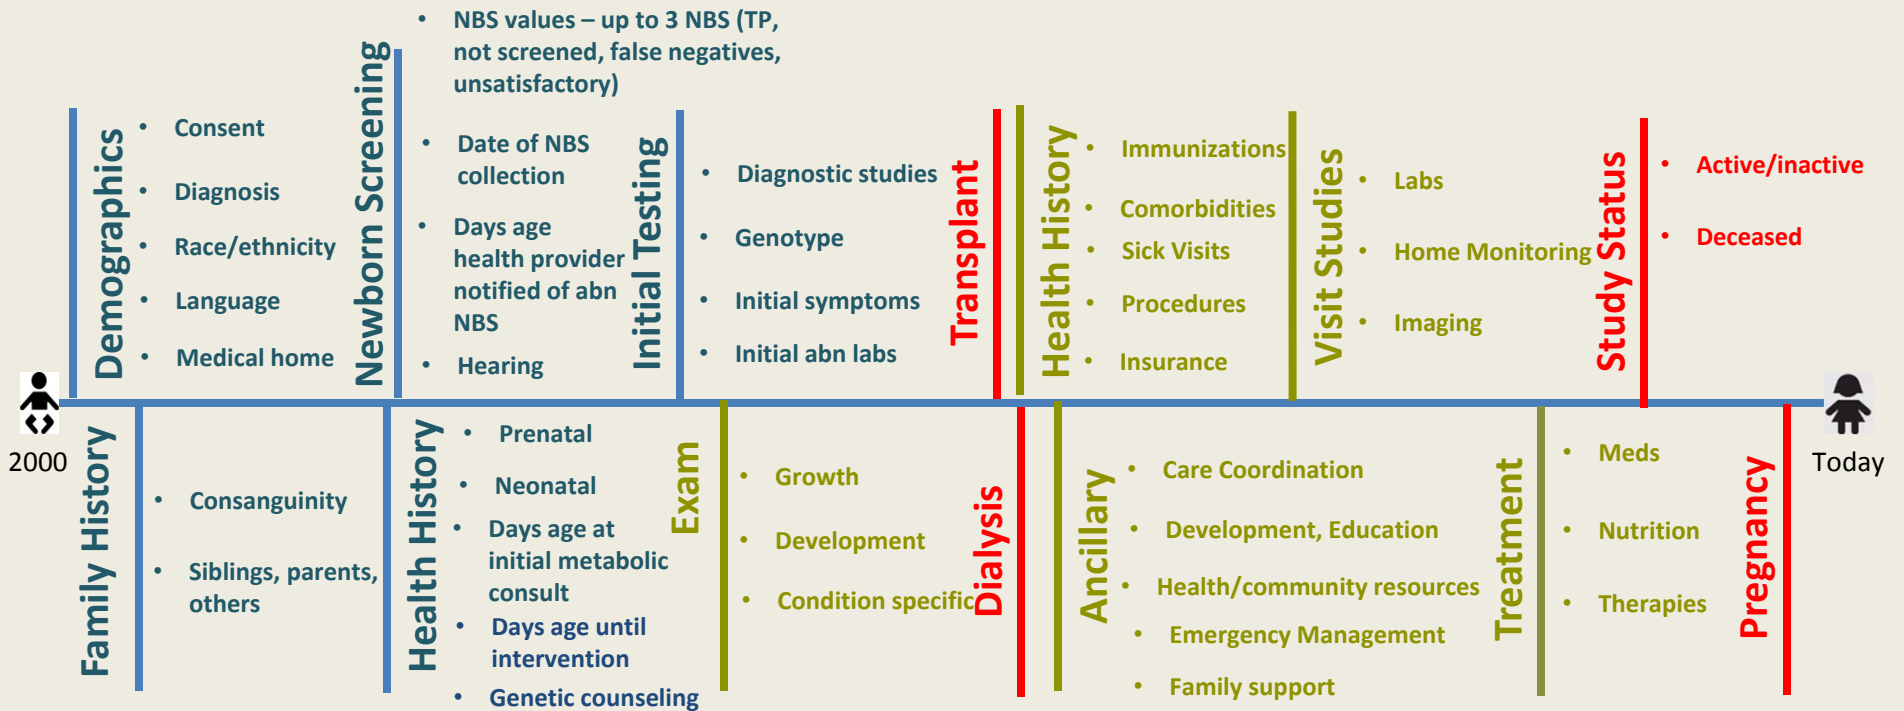 Demographics
• Consent
• Diagnosis
• Race/ethnicity
• Language
• Medical home
Newborn Screening
• NBS values – up to 3 NBS (TP,
not screened, false negatives,
unsatisfactory)
• Date of NBS
collection
• Days age
health provider
notified of abn
NBS
• Hearing
Initial Testing
• Diagnostic studies
• Genotype
• Initial symptoms
• Initial abn labs
Transplant
Health History
• Immunizations
• Comorbidities
• Sick Visits
• Procedures
• Insurance
Visit Studies
• Labs
• Home Monitoring
• Imaging
Study Status
• Active/inactive
• Deceased
2000
Today
Family History
• Consanguinity
• Siblings, parents,
others
Health History
• Prenatal
• Neonatal
• Days age at
initial metabolic
consult
• Days age until
intervention
• Genetic counseling
Exam
• Growth
• Development
• Condition specific
Dialysis
Ancillary
• Care Coordination
• Development, Education
• Health/community resources
• Emergency Management
• Family support
Treatment
• Meds
• Nutrition
• Therapies
Pregnancy